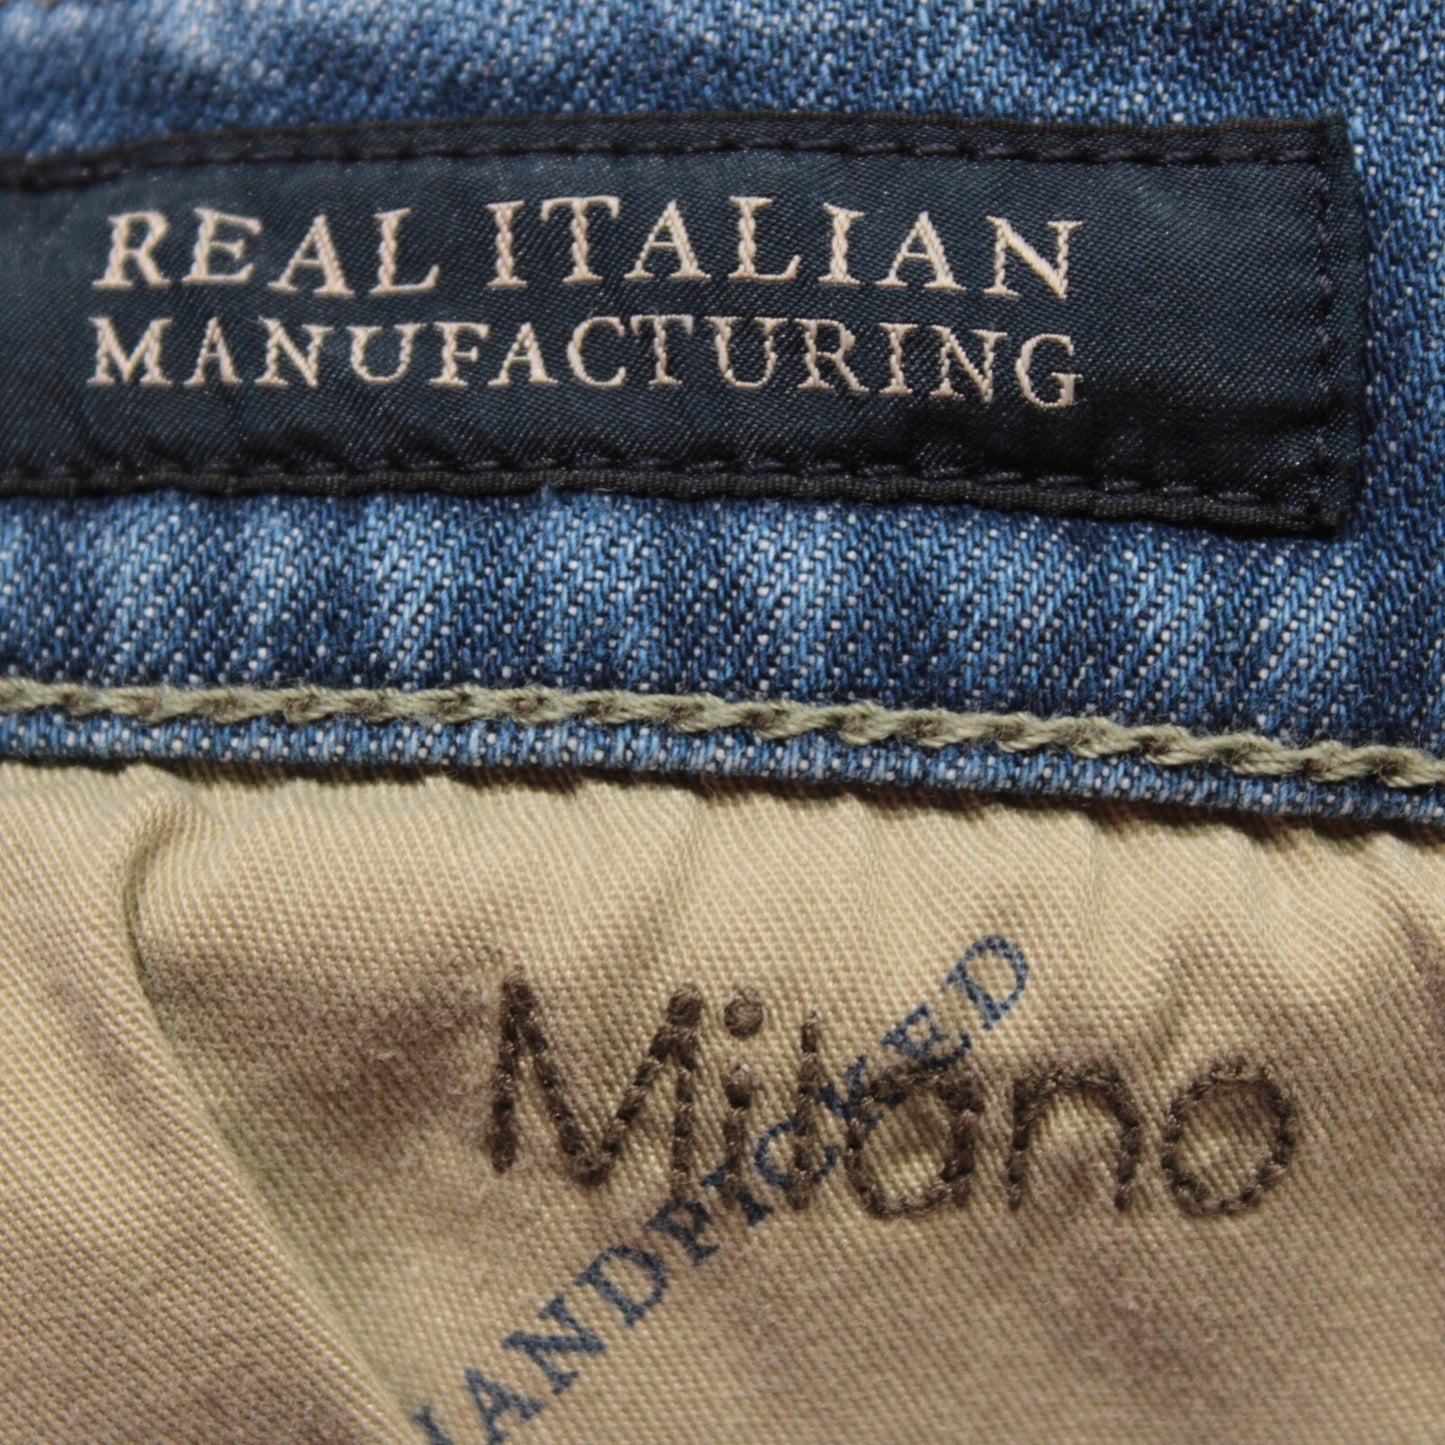 REAL ITALIAN
MANUFACTURING
Milano
HANDPICKED